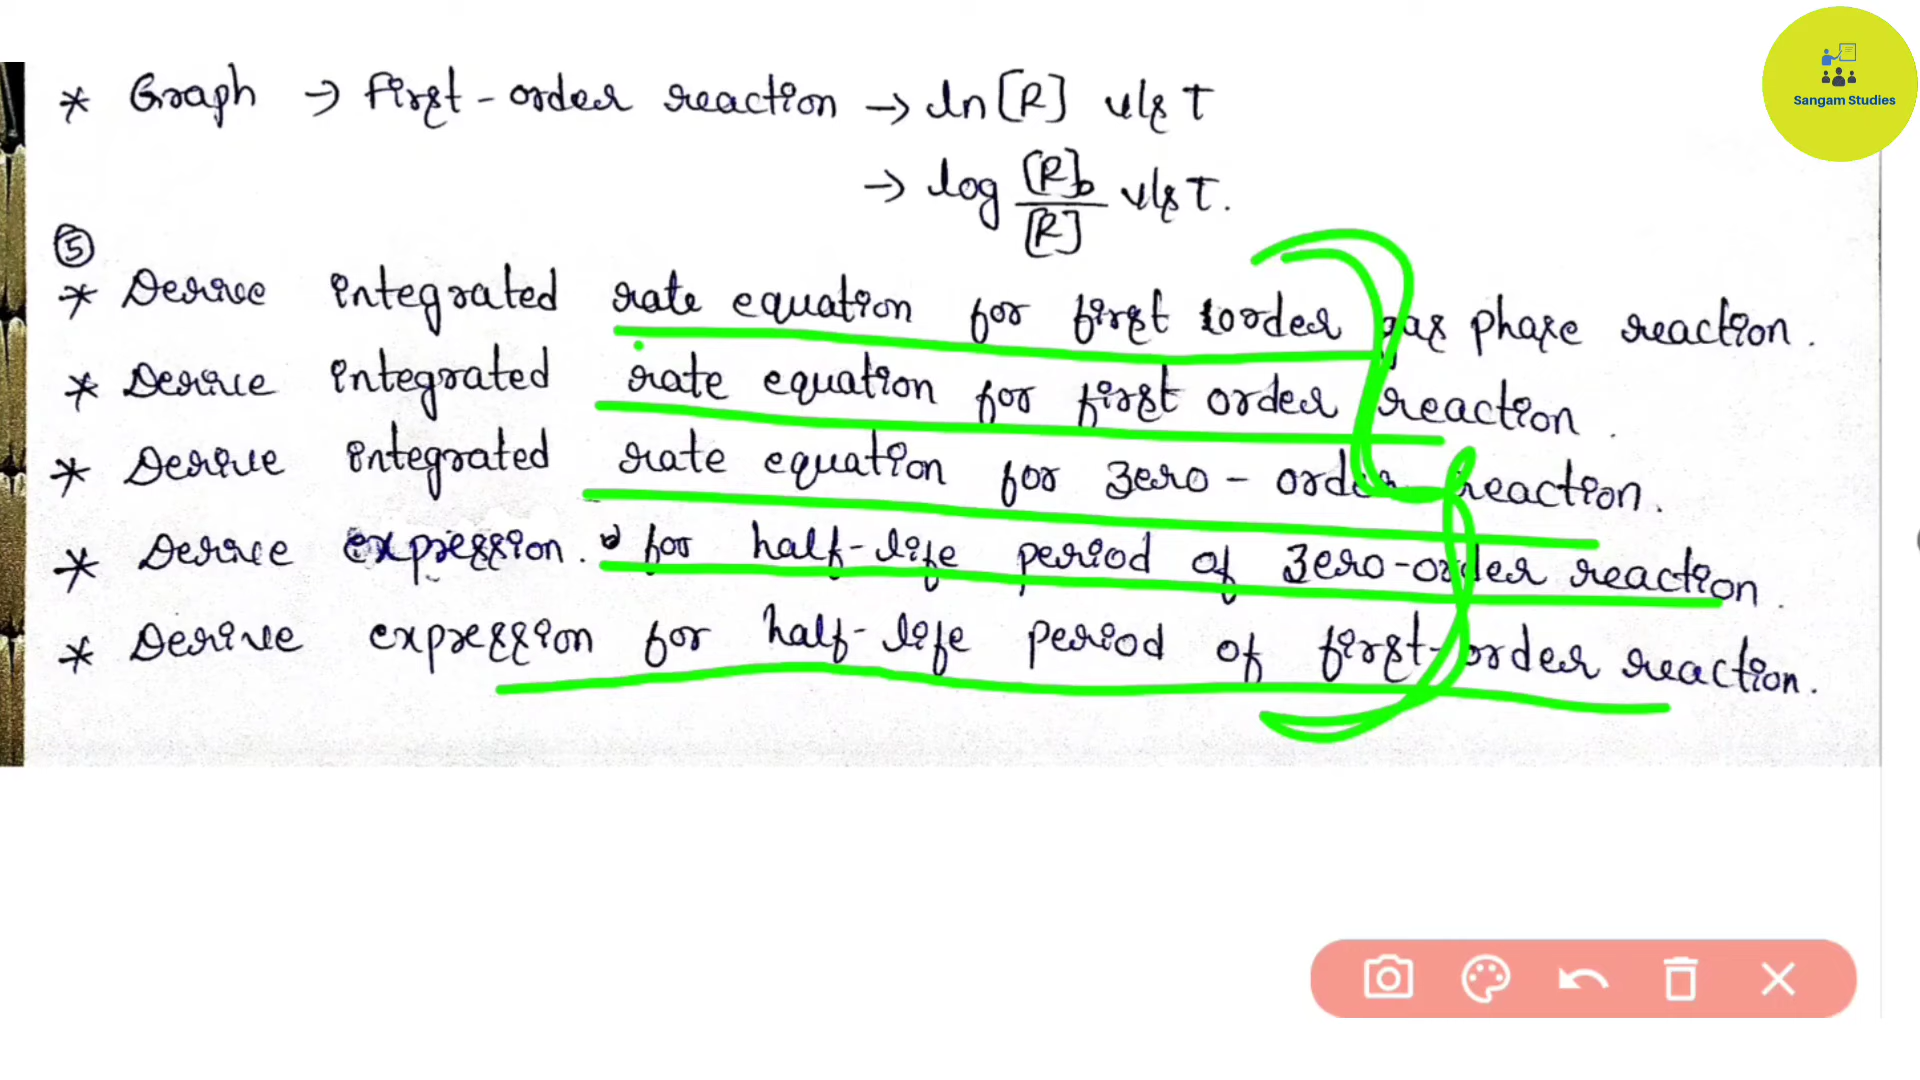 * Graph → First-order reaction → ln[R] v/s T
→ log [R]₀/[R] v/s T.
Sangam Studies
⑤
* Derive integrated rate equation for first order gas phase reaction.
* Derive integrated rate equation for first order reaction.
* Derive integrated rate equation for zero-order reaction.
* Derive expression. for half-life period of zero-order reaction.
* Derive expression for half-life period of first-order reaction.